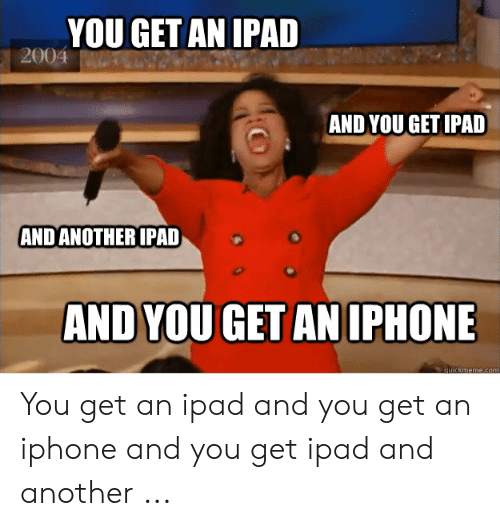 YOU GET AN IPAD
2004
AND YOU GET IPAD
AND ANOTHER IPAD
AND YOU GET AN IPHONE
quickmeme.com
You get an ipad and you get an
iphone and you get ipad and
another ...